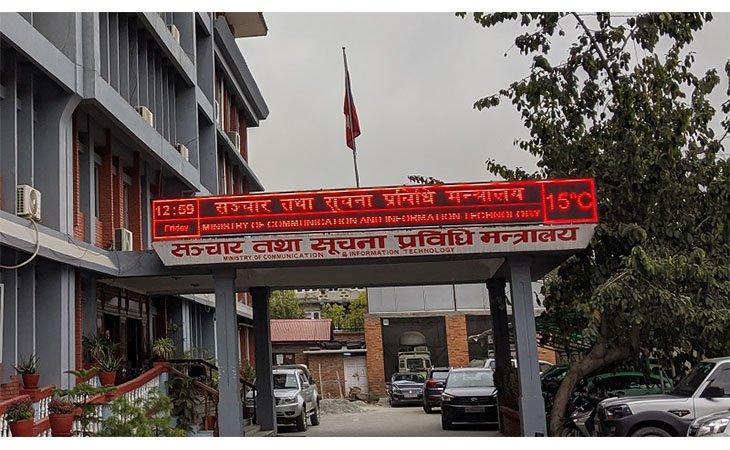 12:59
Friday
सञ्चार तथा सूचना प्रविधि मन्त्रालय
MINISTRY OF COMMUNICATION AND INFORMATION TECHNOLOGY
15°C
सञ्चार तथा सूचना प्रविधि मन्त्रालय
MINISTRY OF COMMUNICATION & INFORMATION TECHNOLOGY